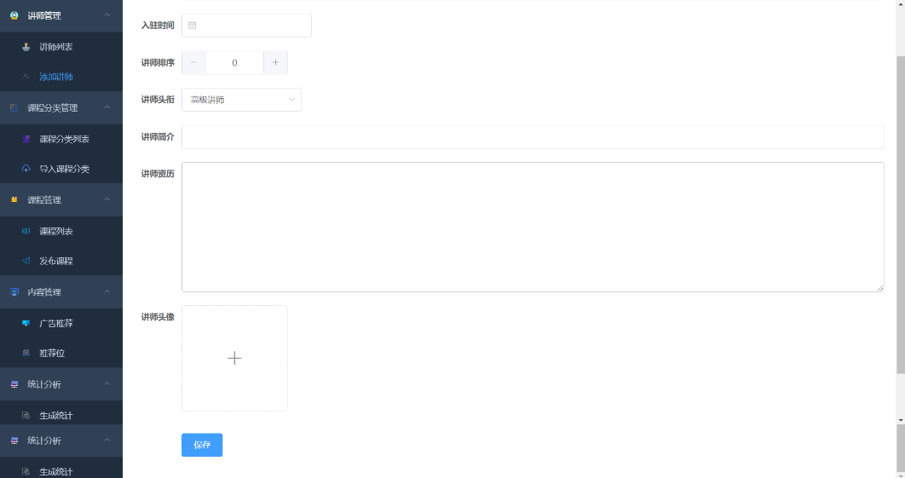 讲师管理
讲师列表
添加讲师
课程分类管理
课程分类列表
导入课程分类
课程管理
课程列表
发布课程
内容管理
广告推荐
推荐位
统计分析
生成统计
统计分析
生成统计
入驻时间
讲师排序
0
讲师头衔
高级讲师
讲师简介
讲师资历
讲师头像
保存